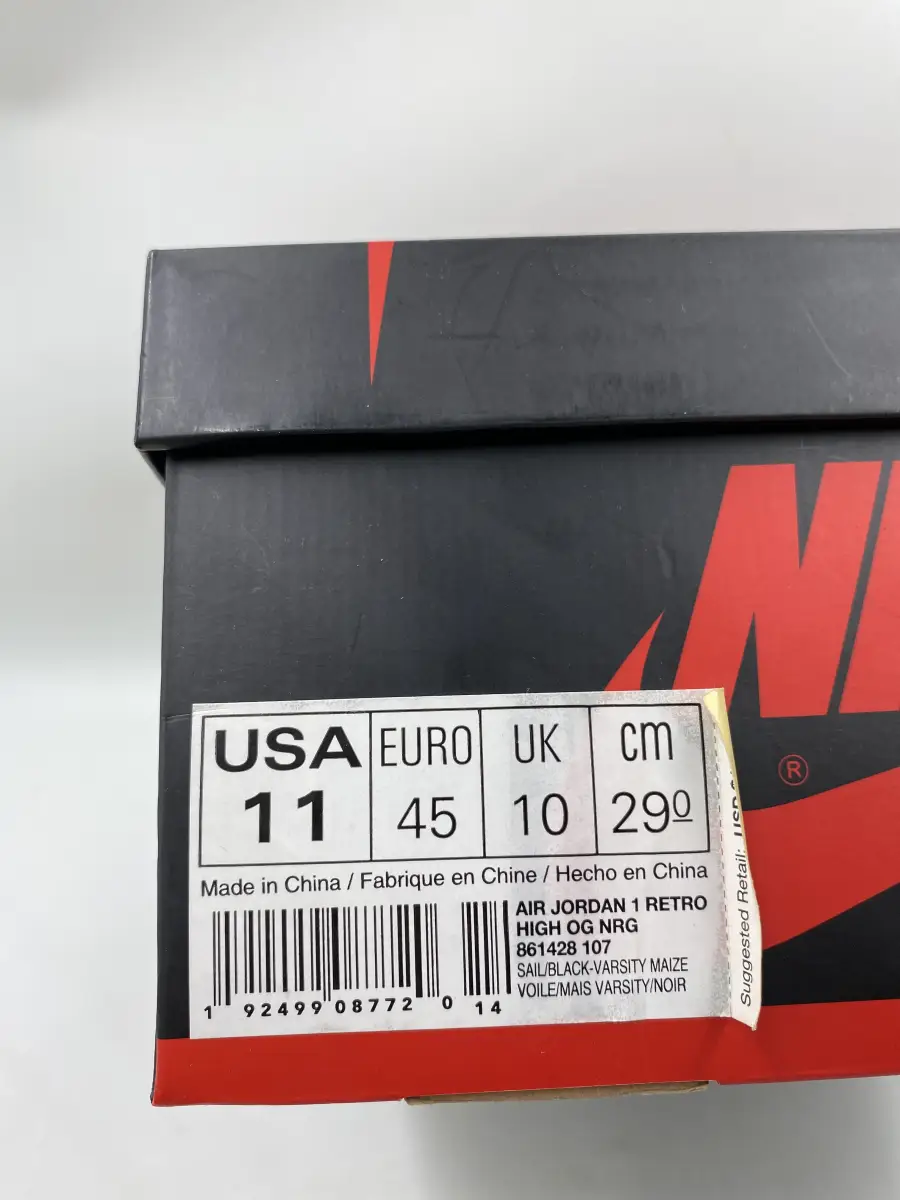 NI
®
USA EURO UK cm
11 45 10 29º
Made in China / Fabrique en Chine / Hecho en China
AIR JORDAN 1 RETRO
HIGH OG NRG
861428 107
SAIL/BLACK-VARSITY MAIZE
VOILE/MAIS VARSITY/NOIR
1 92499 08772 0 14
Suggested Retail: USD